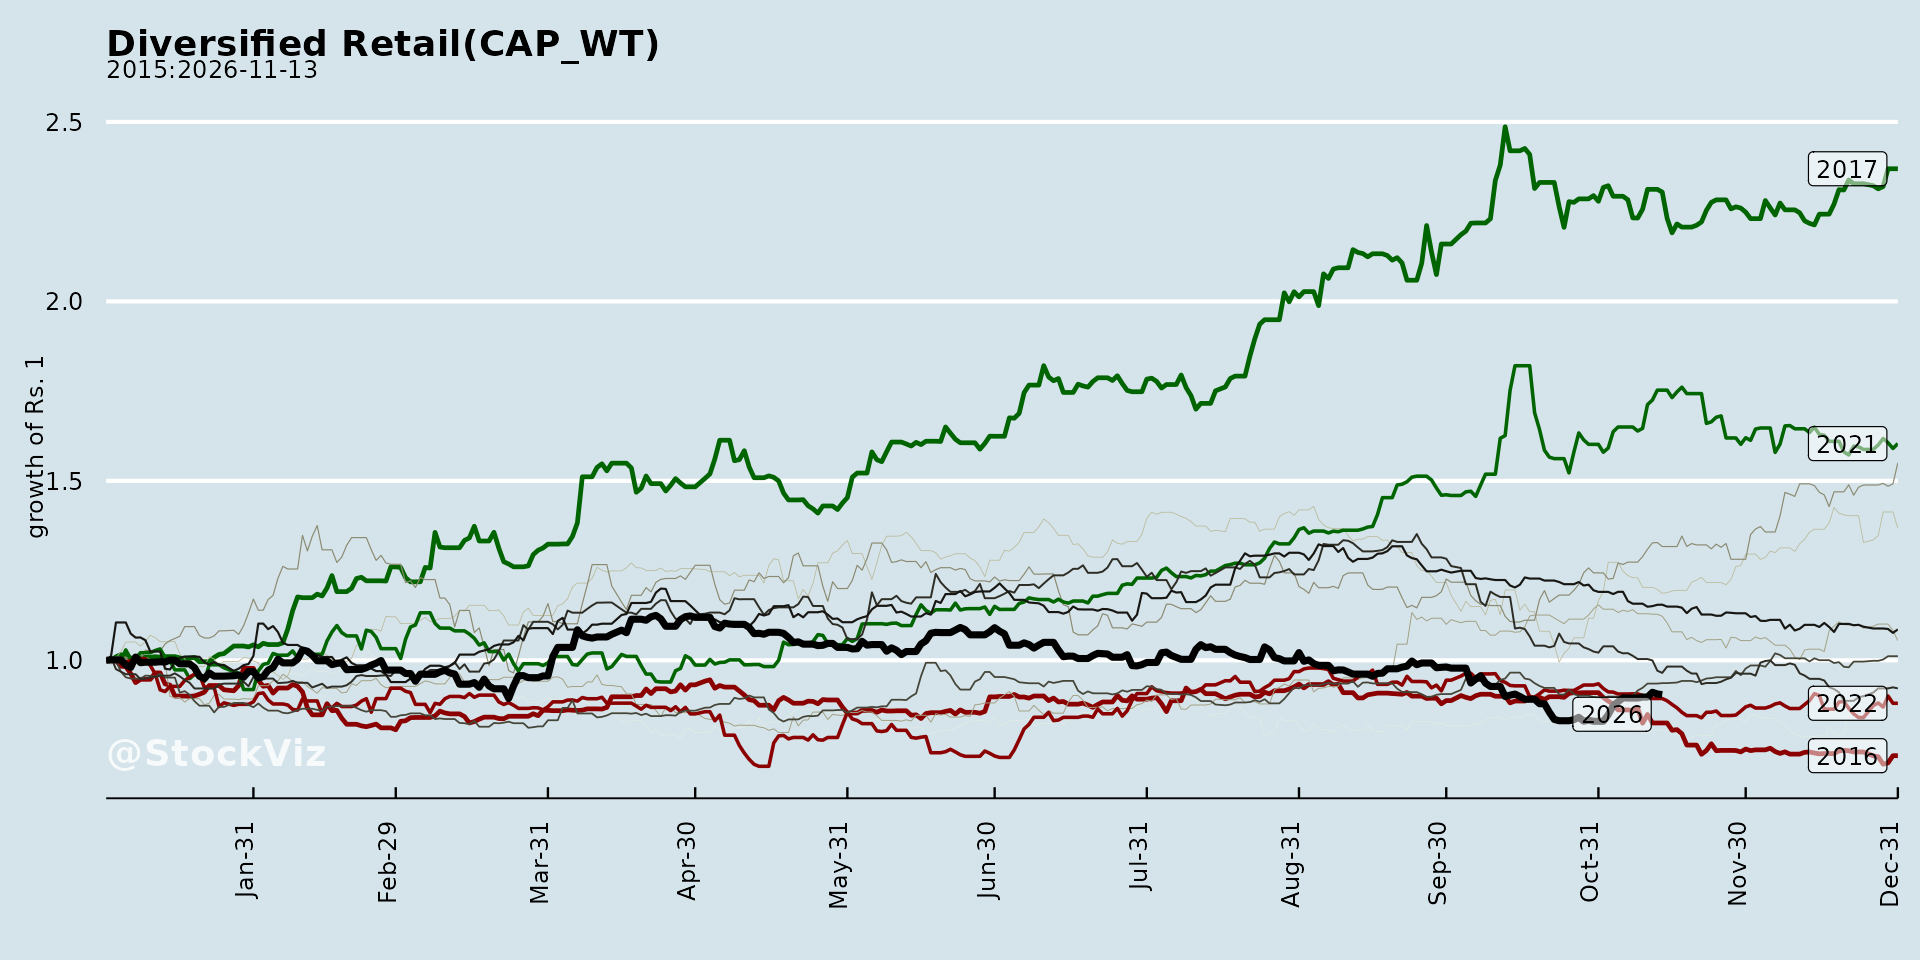 Diversified Retail(CAP_WT)
2015:2026-11-13
growth of Rs. 1
2.5
2.0
1.5
1.0
2017
2021
2022
2026
2016
@StockViz
Jan-31
Feb-29
Mar-31
Apr-30
May-31
Jun-30
Jul-31
Aug-31
Sep-30
Oct-31
Nov-30
Dec-31